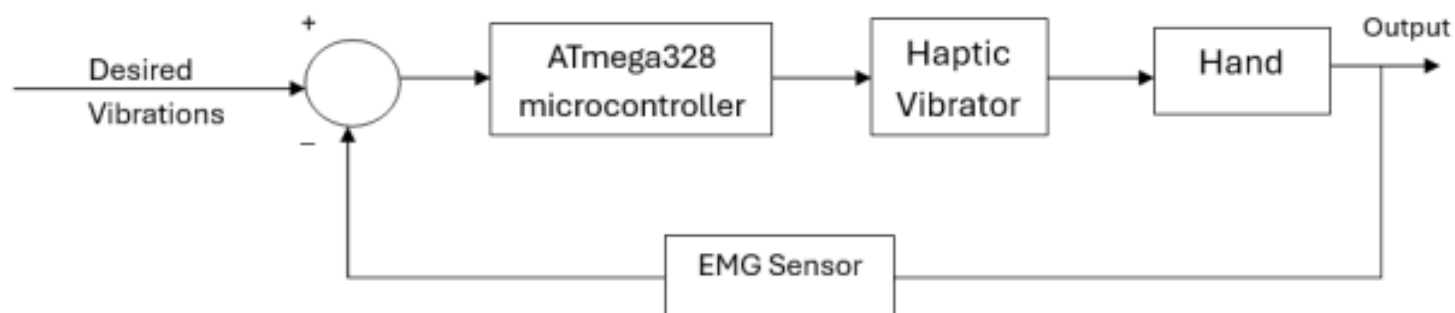 Desired
Vibrations
+
−
ATmega328
microcontroller
Haptic
Vibrator
Hand
Output
EMG Sensor